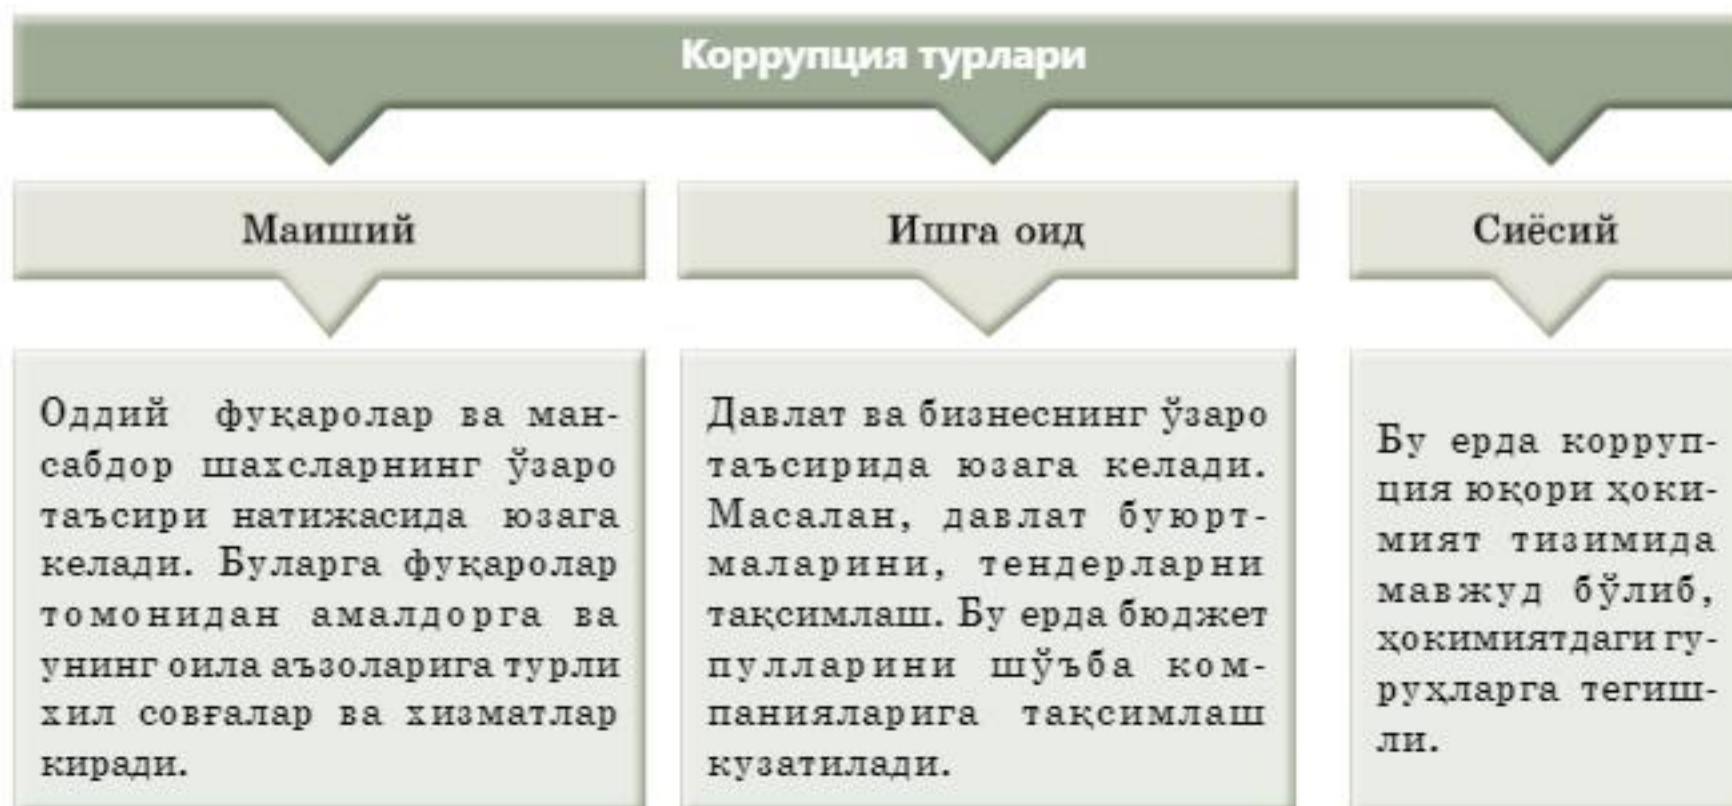 Коррупция турлари
Маиший
Ишга оид
Сиёсий
Оддий фуқаролар ва ман-
сабдор шахсларнинг ўзаро
таъсири натижасида юзага
келади. Буларга фуқаролар
томонидан амалдорга ва
унинг оила аъзоларига турли
хил совғалар ва хизматлар
киради.
Давлат ва бизнеснинг ўзаро
таъсирида юзага келади.
Масалан, давлат буюрт-
маларини, тендерларни
тақсимлаш. Бу ерда бюджет
пулларини шўъба ком-
панияларига тақсимлаш
кузатилади.
Бу ерда корруп-
ция юқори ҳоки-
мият тизимида
мавжуд бўлиб,
ҳокимиятдаги гу-
руҳларга тегиш-
ли.